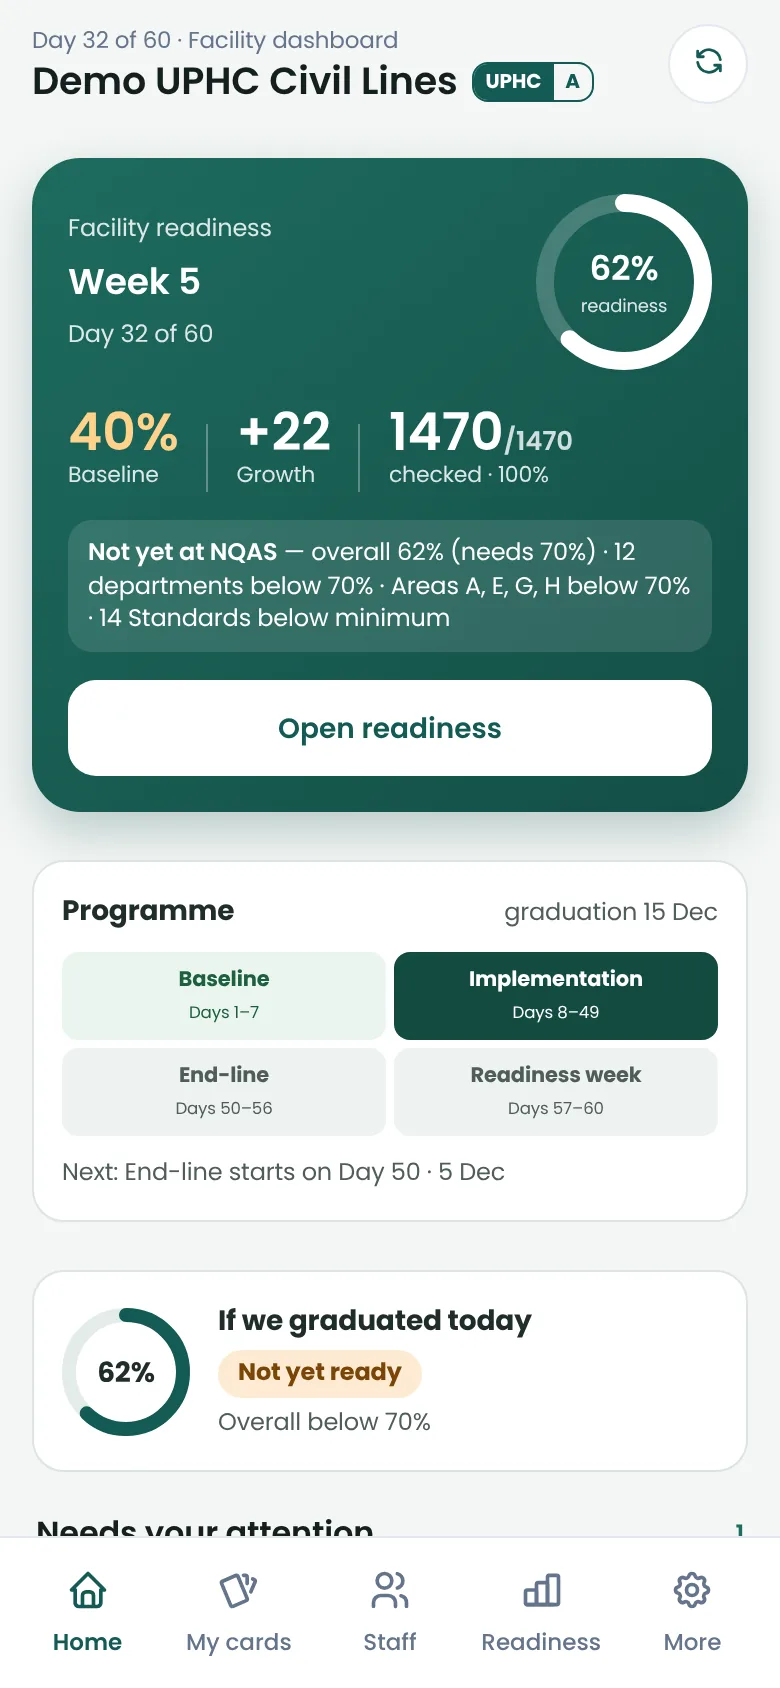 Day 32 of 60 · Facility dashboard
Demo UPHC Civil Lines UPHC A
Facility readiness
Week 5
Day 32 of 60
62%
readiness
40%
Baseline
+22
Growth
1470/1470
checked · 100%
Not yet at NQAS — overall 62% (needs 70%) · 12
departments below 70% · Areas A, E, G, H below 70%
· 14 Standards below minimum
Open readiness
Programme graduation 15 Dec
Baseline
Days 1–7
Implementation
Days 8–49
End-line
Days 50–56
Readiness week
Days 57–60
Next: End-line starts on Day 50 · 5 Dec
62%
If we graduated today
Not yet ready
Overall below 70%
Needs your attention 1
Home My cards Staff Readiness More